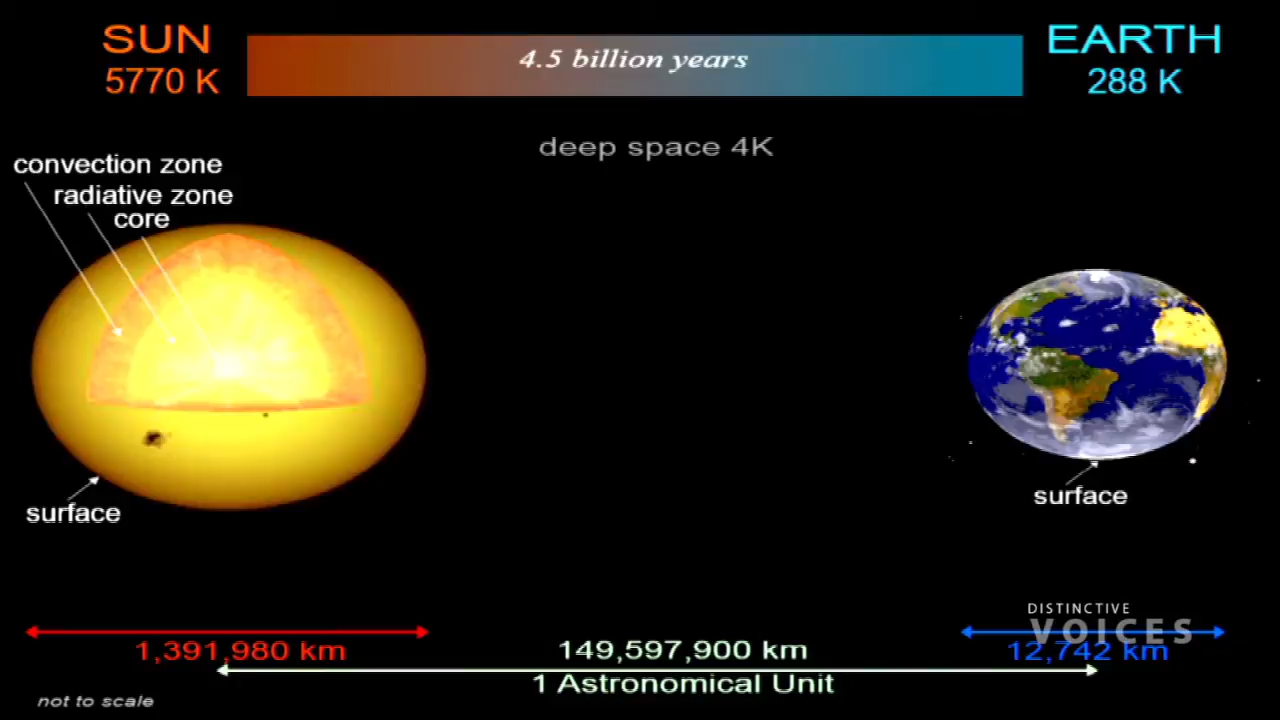 SUN
5770 K
4.5 billion years
EARTH
288 K
deep space 4K
convection zone
radiative zone
core
surface
surface
DISTINCTIVE
VOICES
1,391,980 km
149,597,900 km
12,742 km
1 Astronomical Unit
not to scale